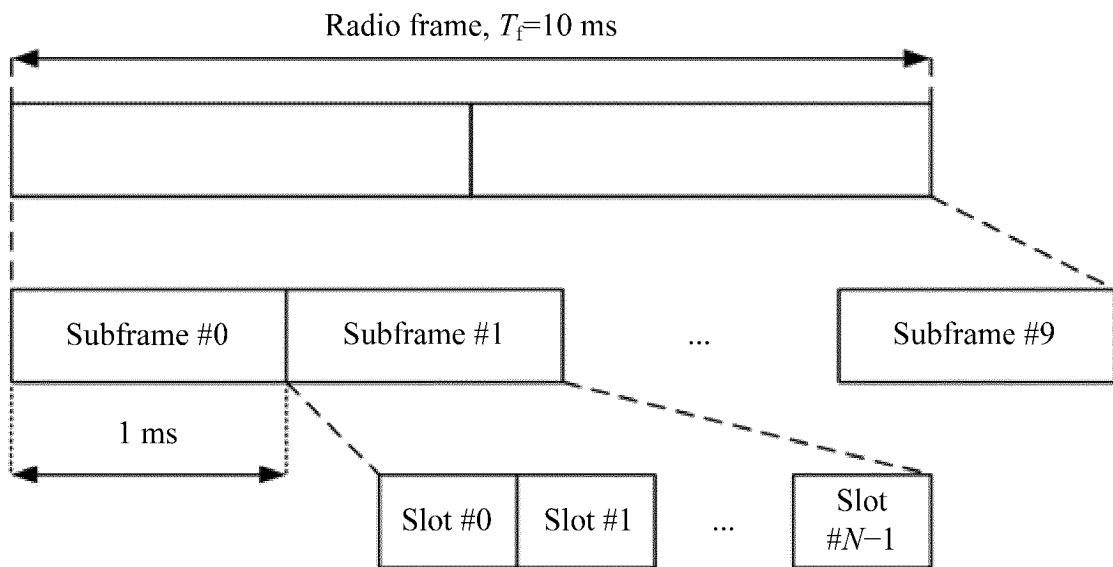 Radio frame, Tf=10 ms
Subframe #0
Subframe #1
...
Subframe #9
1 ms
Slot #0
Slot #1
...
Slot
#N−1